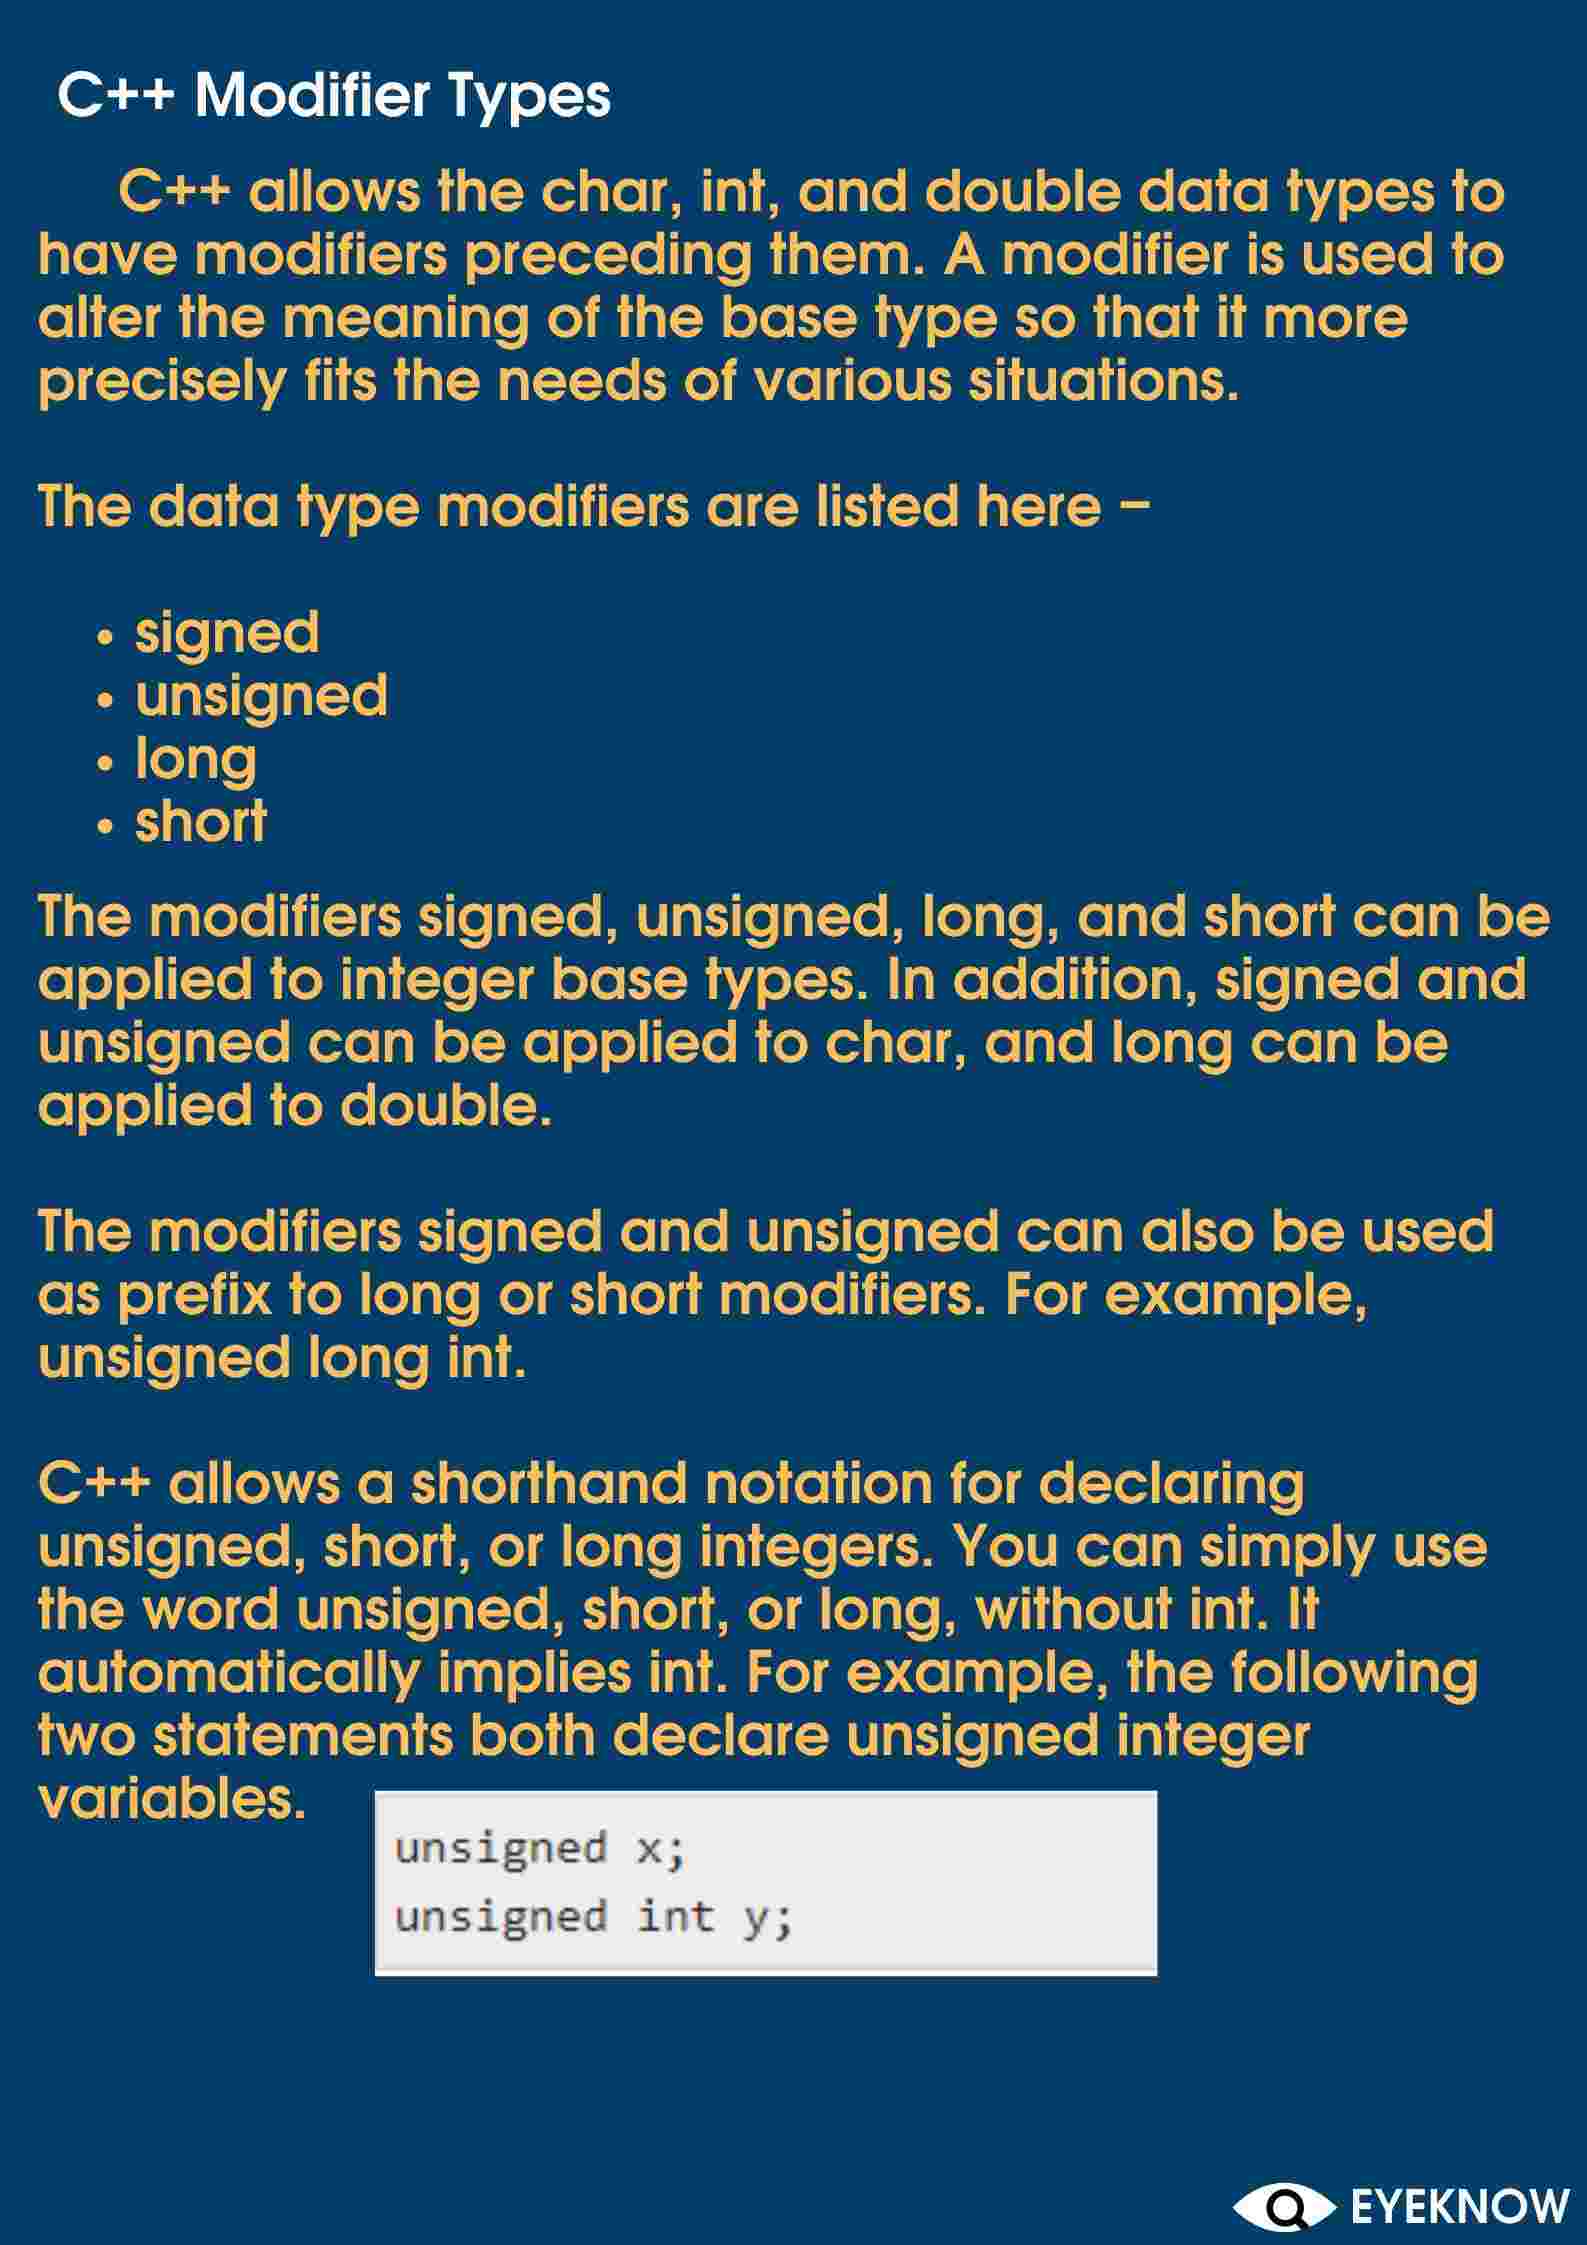 C++ Modifier Types
C++ allows the char, int, and double data types to
have modifiers preceding them. A modifier is used to
alter the meaning of the base type so that it more
precisely fits the needs of various situations.
The data type modifiers are listed here –
• signed
• unsigned
• long
• short
The modifiers signed, unsigned, long, and short can be
applied to integer base types. In addition, signed and
unsigned can be applied to char, and long can be
applied to double.
The modifiers signed and unsigned can also be used
as prefix to long or short modifiers. For example,
unsigned long int.
C++ allows a shorthand notation for declaring
unsigned, short, or long integers. You can simply use
the word unsigned, short, or long, without int. It
automatically implies int. For example, the following
two statements both declare unsigned integer
variables.
unsigned x;
unsigned int y;
EYEKNOW